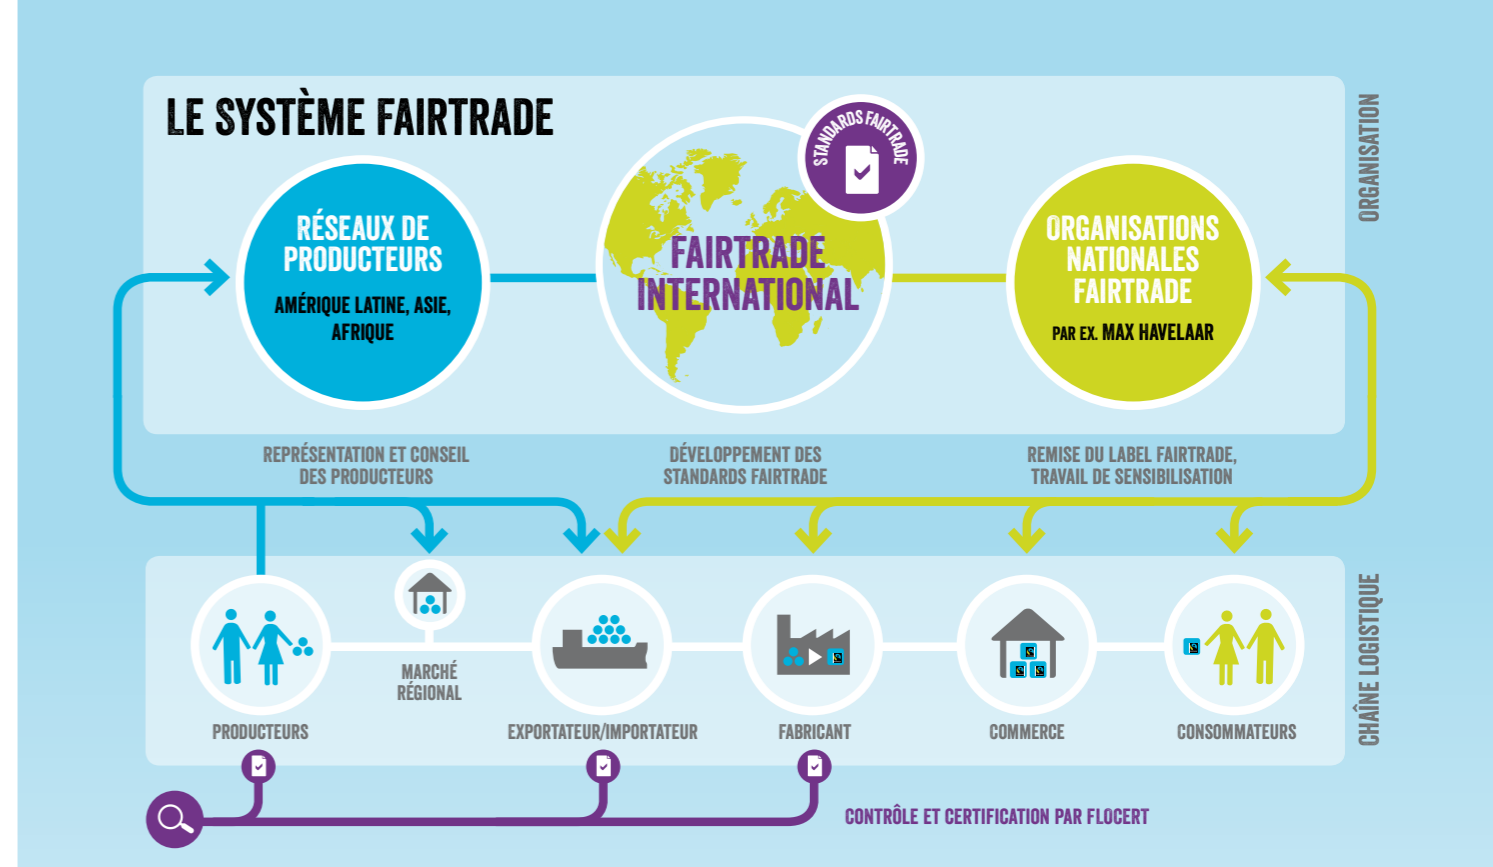 LE SYSTÈME FAIRTRADE
STANDARDS FAIRTRADE
ORGANISATION
RÉSEAUX DE
PRODUCTEURS
AMÉRIQUE LATINE, ASIE,
AFRIQUE
FAIRTRADE
INTERNATIONAL
ORGANISATIONS
NATIONALES
FAIRTRADE
PAR EX. MAX HAVELAAR
REPRÉSENTATION ET CONSEIL
DES PRODUCTEURS
DÉVELOPPEMENT DES
STANDARDS FAIRTRADE
REMISE DU LABEL FAIRTRADE,
TRAVAIL DE SENSIBILISATION
CHAÎNE LOGISTIQUE
PRODUCTEURS
MARCHÉ
RÉGIONAL
EXPORTATEUR/IMPORTATEUR
FABRICANT
COMMERCE
CONSOMMATEURS
CONTRÔLE ET CERTIFICATION PAR FLOCERT